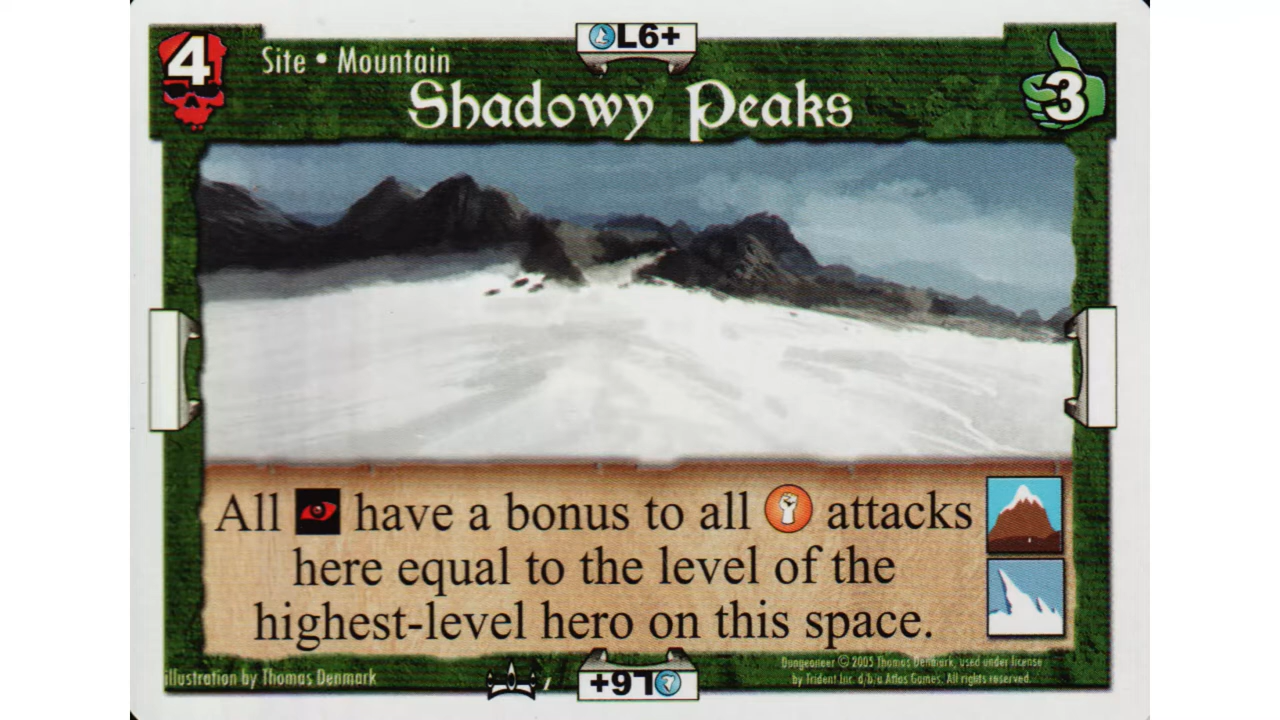 L6+
4
Site • Mountain
3
Shadowy Peaks
All have a bonus to all attacks
here equal to the level of the
highest-level hero on this space.
Dungeoneer © 2005 Thomas Denmark, used under license
by Trident Inc. d/b/a Atlas Games. All rights reserved.
illustration by Thomas Denmark
1
L6+